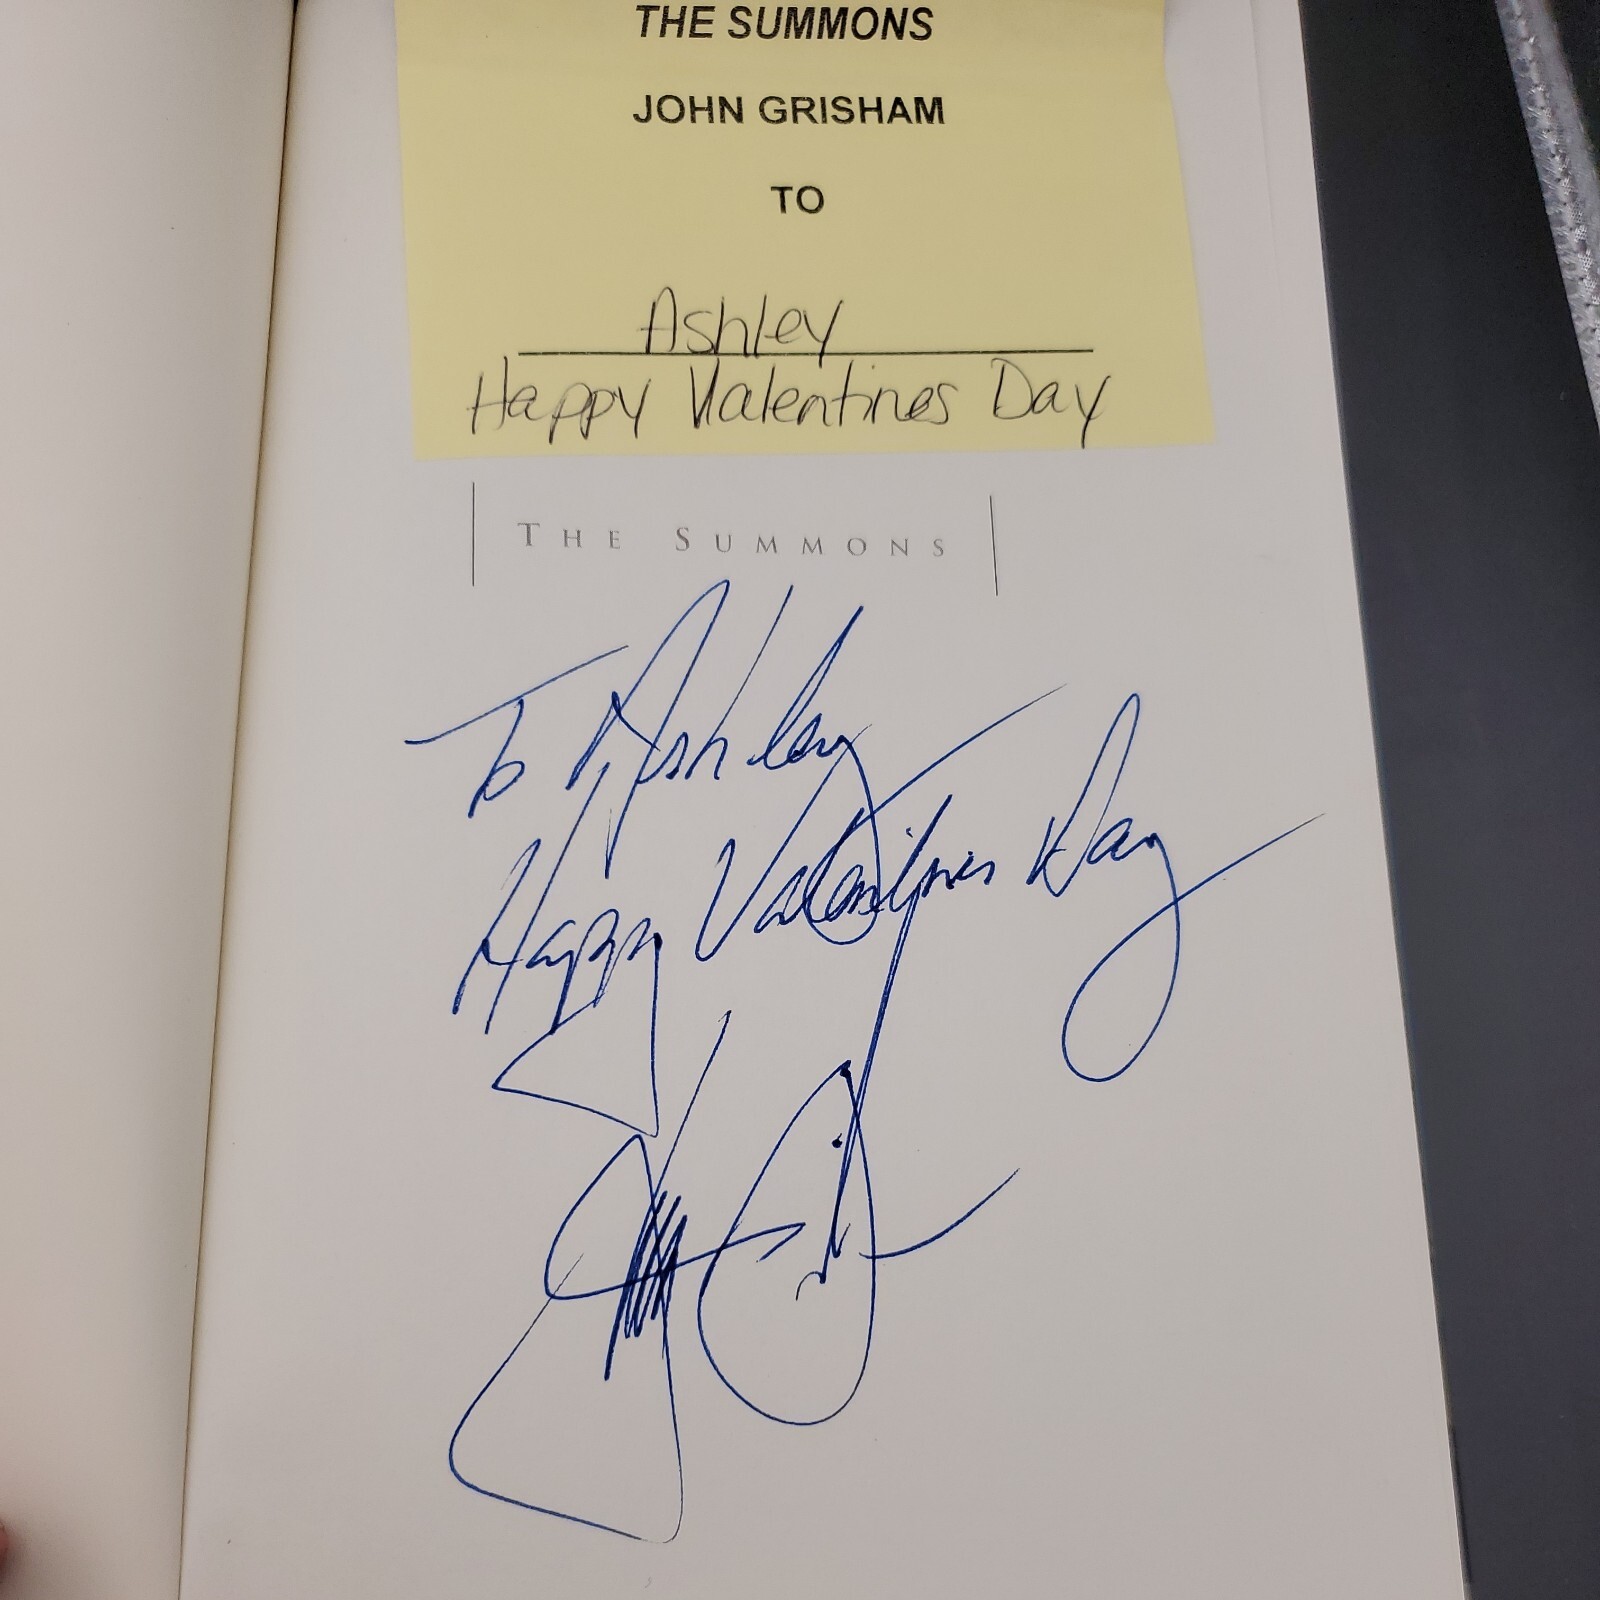 THE SUMMONS
JOHN GRISHAM
TO
Ashley
Happy Valentines Day
THE SUMMONS
To Ashley
Happy Valentines Day